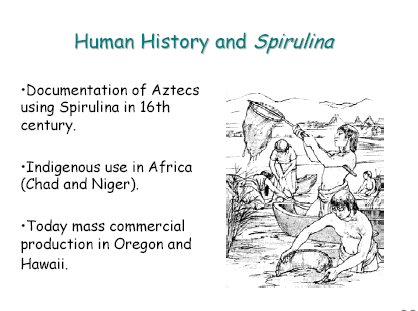 Human History and Spirulina
•Documentation of Aztecs
using Spirulina in 16th
century.
•Indigenous use in Africa
(Chad and Niger).
•Today mass commercial
production in Oregon and
Hawaii.